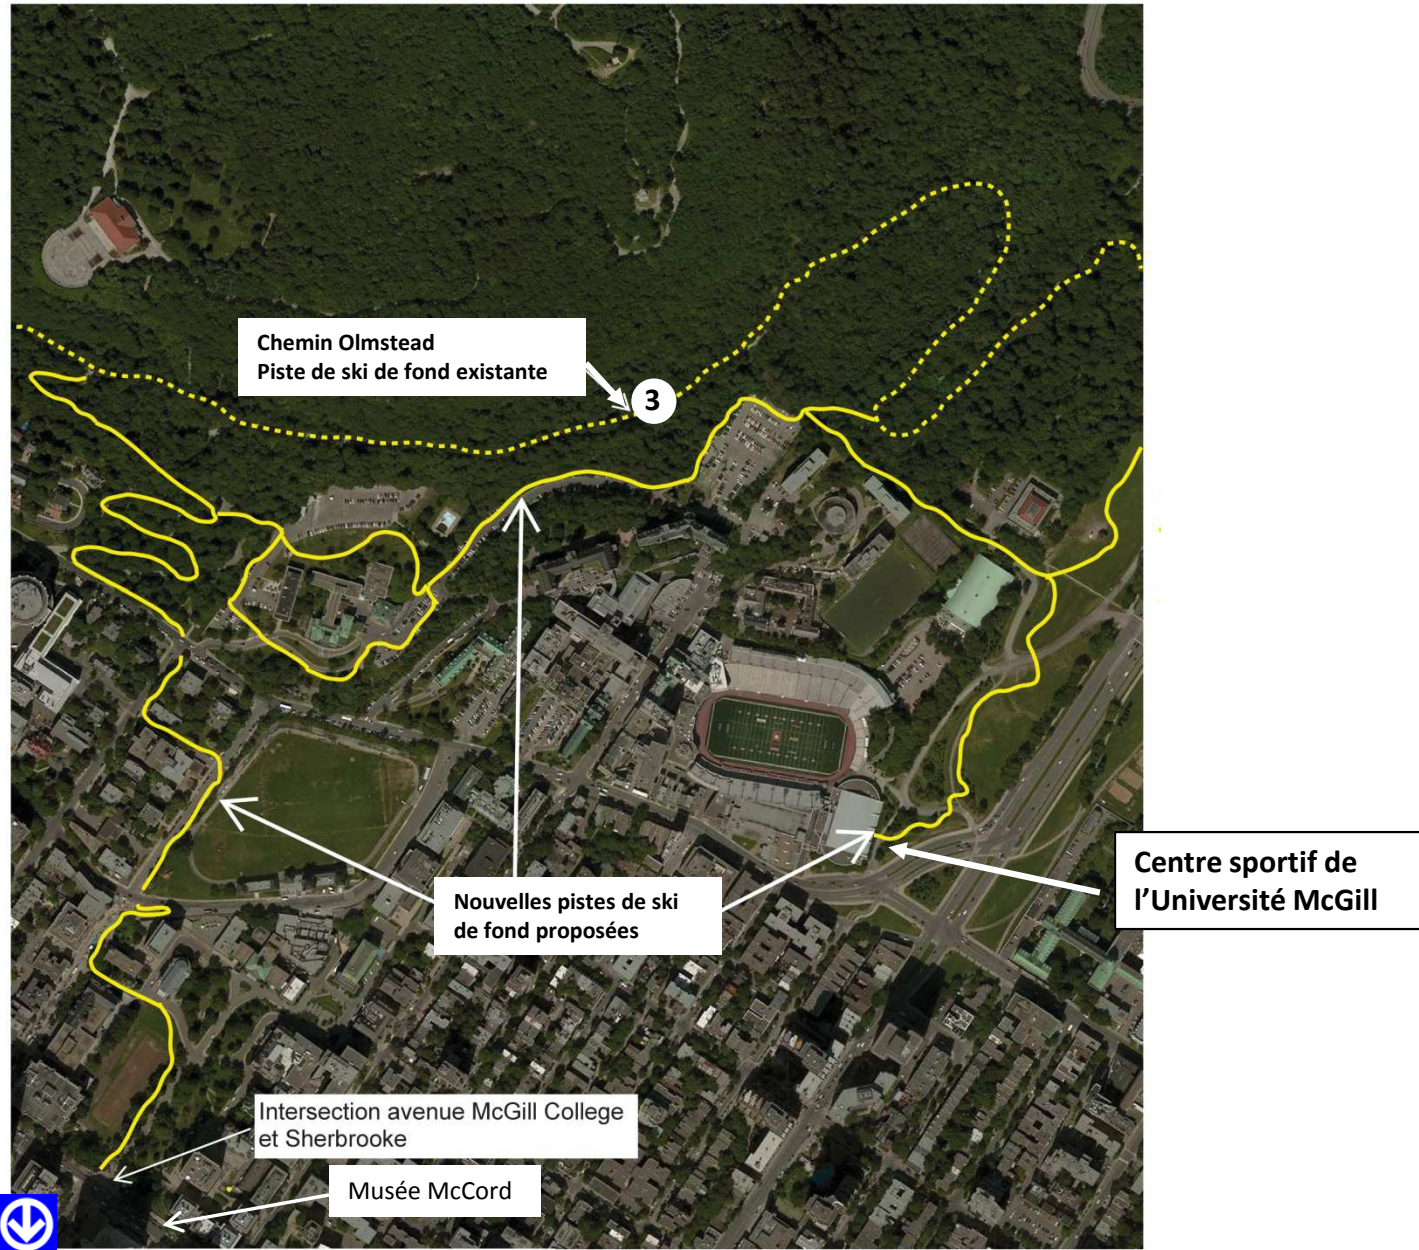 Chemin Olmstead
Piste de ski de fond existante
3
Nouvelles pistes de ski
de fond proposées
Centre sportif de
l’Université McGill
Intersection avenue McGill College
et Sherbrooke
Musée McCord